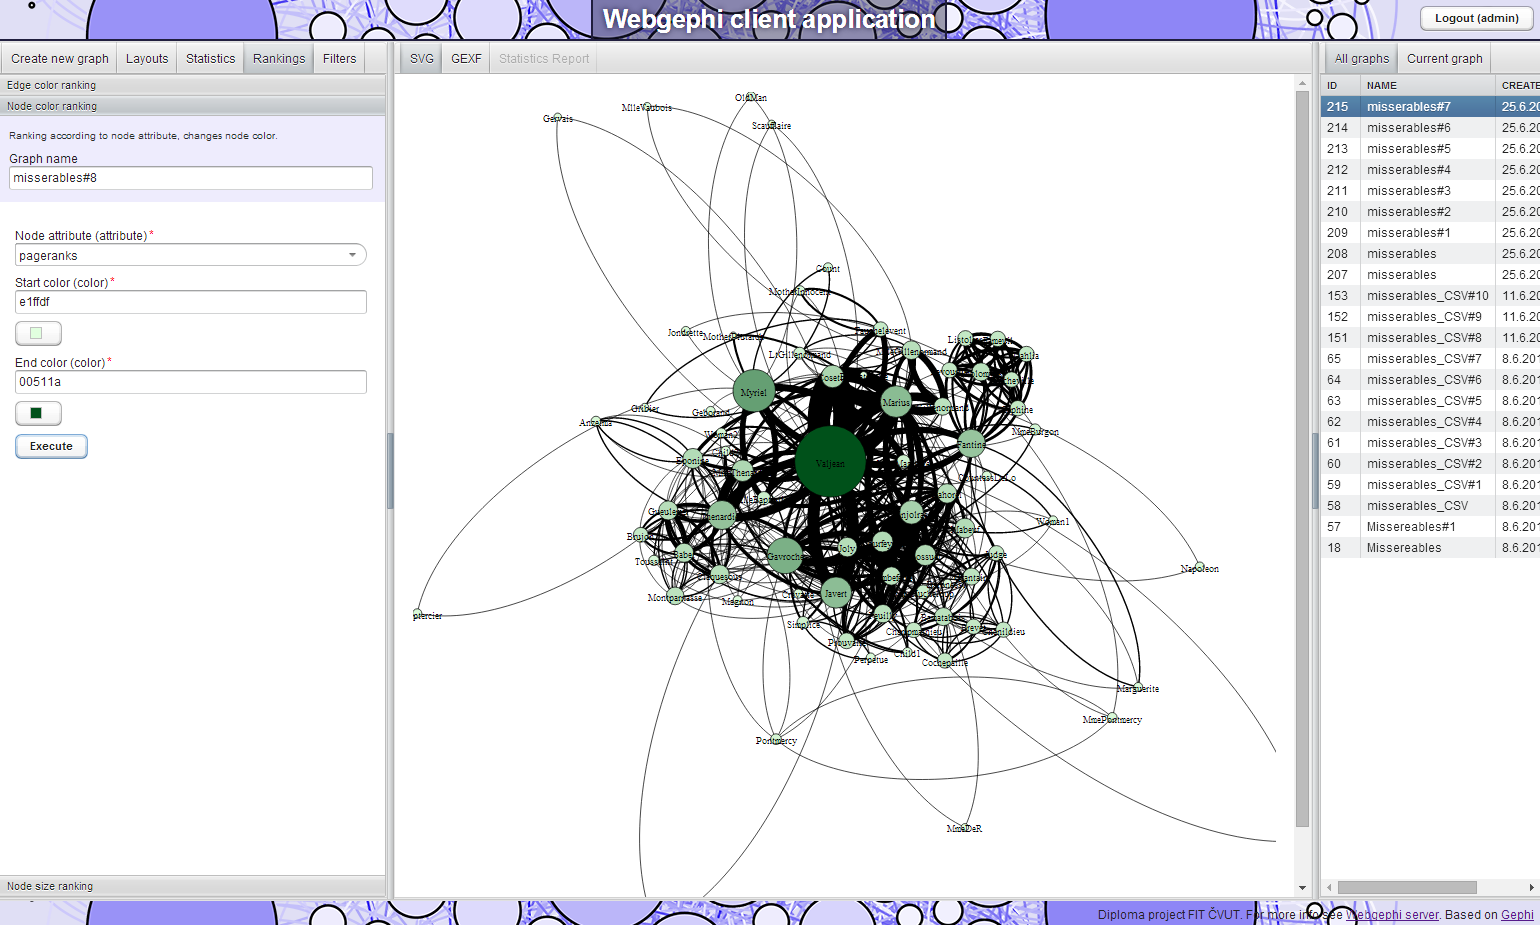 Webgephi client application
Logout (admin)
Create new graph
Layouts
Statistics
Rankings
Filters
Edge color ranking
Node color ranking
Ranking according to node attribute, changes node color.
Graph name
misserables#8
Node attribute (attribute)*
pageranks
Start color (color)*
e1ffdf
End color (color)*
00511a
Execute
Node size ranking
SVG
GEXF
Statistics Report
OldMan
MlleVaubois
Gervais
Scaufflaire
Count
MotherInnocent
Jondrette
MotherPlutarch
Fauchelevent
LtGillenormand
Myriel
Marius
Gribier
Geborand
Anzelma
MmeBurgon
Fantine
Valjean
Eponine
CountessDeLo
Gueulemer
Enjolras
Mabeuf
Woman1
Brujon
Gavroche
Joly
Babet
Judge
Napoleon
Toussaint
Claquesous
Montparnasse
Magnon
Javert
Simplice
Feuilly
Bamatabois
Brevet
Chenildieu
Champmathieu
Prouvaire
Perpetue
Child1
Cochepaille
Marguerite
MmePontmercy
Pontmercy
MmeDeR
All graphs
Current graph
ID NAME CREATE
215 misserables#7 25.6.20
214 misserables#6 25.6.20
213 misserables#5 25.6.20
212 misserables#4 25.6.20
211 misserables#3 25.6.20
210 misserables#2 25.6.20
209 misserables#1 25.6.20
208 misserables 25.6.20
207 misserables 25.6.20
153 misserables_CSV#10 11.6.20
152 misserables_CSV#9 11.6.20
151 misserables_CSV#8 11.6.20
65 misserables_CSV#7 8.6.201
64 misserables_CSV#6 8.6.201
63 misserables_CSV#5 8.6.201
62 misserables_CSV#4 8.6.201
61 misserables_CSV#3 8.6.201
60 misserables_CSV#2 8.6.201
59 misserables_CSV#1 8.6.201
58 misserables_CSV 8.6.201
57 Missereables#1 8.6.201
18 Missereables 8.6.201
Diploma project FIT ČVUT. For more info see Webgephi server. Based on Gephi